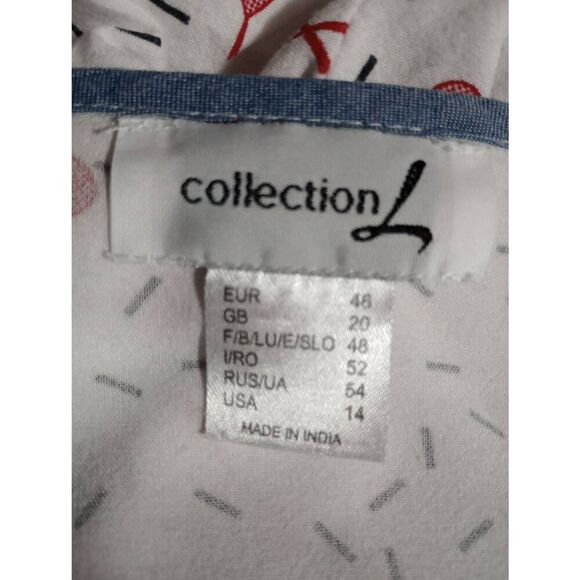 collection L
EUR 46
GB 20
F/B/LU/E/SLO 48
I/RO 52
RUS/UA 54
USA 14
MADE IN INDIA